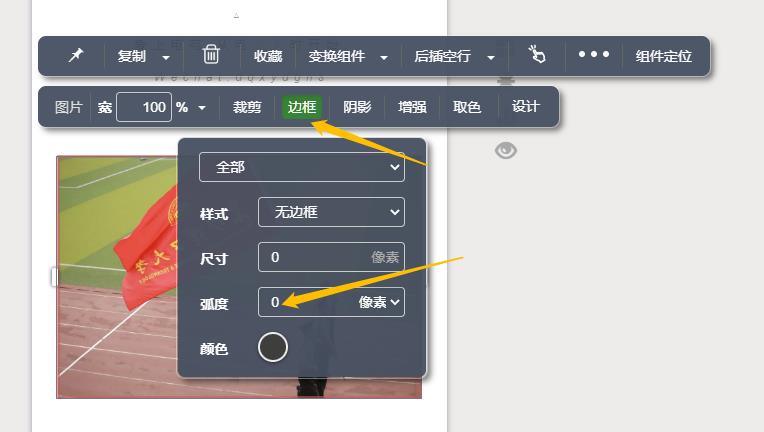 复制 收藏 变换组件 后插空行 组件定位
图片 宽 100 % 裁剪 边框 阴影 增强 取色 设计
全部
样式 无边框
尺寸 0 像素
弧度 0 像素
颜色